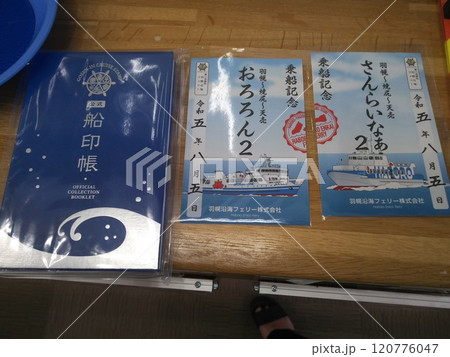 公式
船印帳
OFFICIAL
COLLECTION
BOOKLET
乗船記念
羽幌~焼尻~天売
おろろん2
令和五年八月五日
羽幌沿海フェリー株式会社
乗船記念
羽幌~焼尻~天売
さんらいなぁ2
令和五年八月五日
羽幌沿海フェリー株式会社
120776047